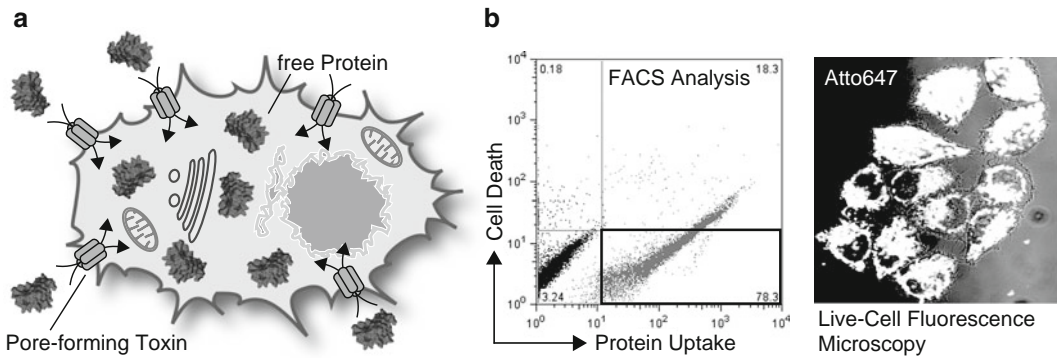 a
free Protein
Pore-forming Toxin
b
FACS Analysis
0.18
18.3
3.24
78.3
10^4
10^3
10^2
10^1
10^0
Cell Death
10^0 10^1 10^2 10^3 10^4
Protein Uptake
Atto647
Live-Cell Fluorescence
Microscopy